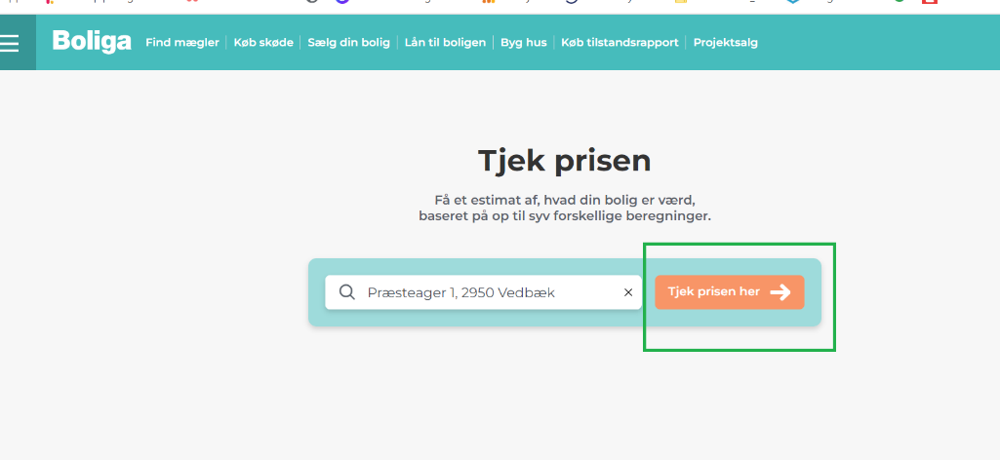 Boliga Find mægler Køb skøde Sælg din bolig Lån til boligen Byg hus Køb tilstandsrapport Projektsalg
Tjek prisen
Få et estimat af, hvad din bolig er værd,
baseret på op til syv forskellige beregninger.
Præsteager 1, 2950 Vedbæk
Tjek prisen her